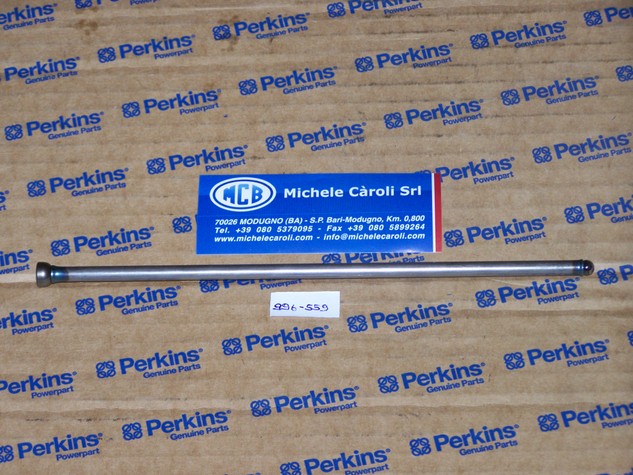 Perkins
Genuine Parts
Perkins
Powerpart
MCB
Michele Càroli Srl
70026 MODUGNO (BA) - S.P. Bari-Modugno, Km. 0,800
Tel. +39 080 5379095 - Fax +39 080 5899264
www.michelecaroli.com - info@michelecaroli.com
896-559